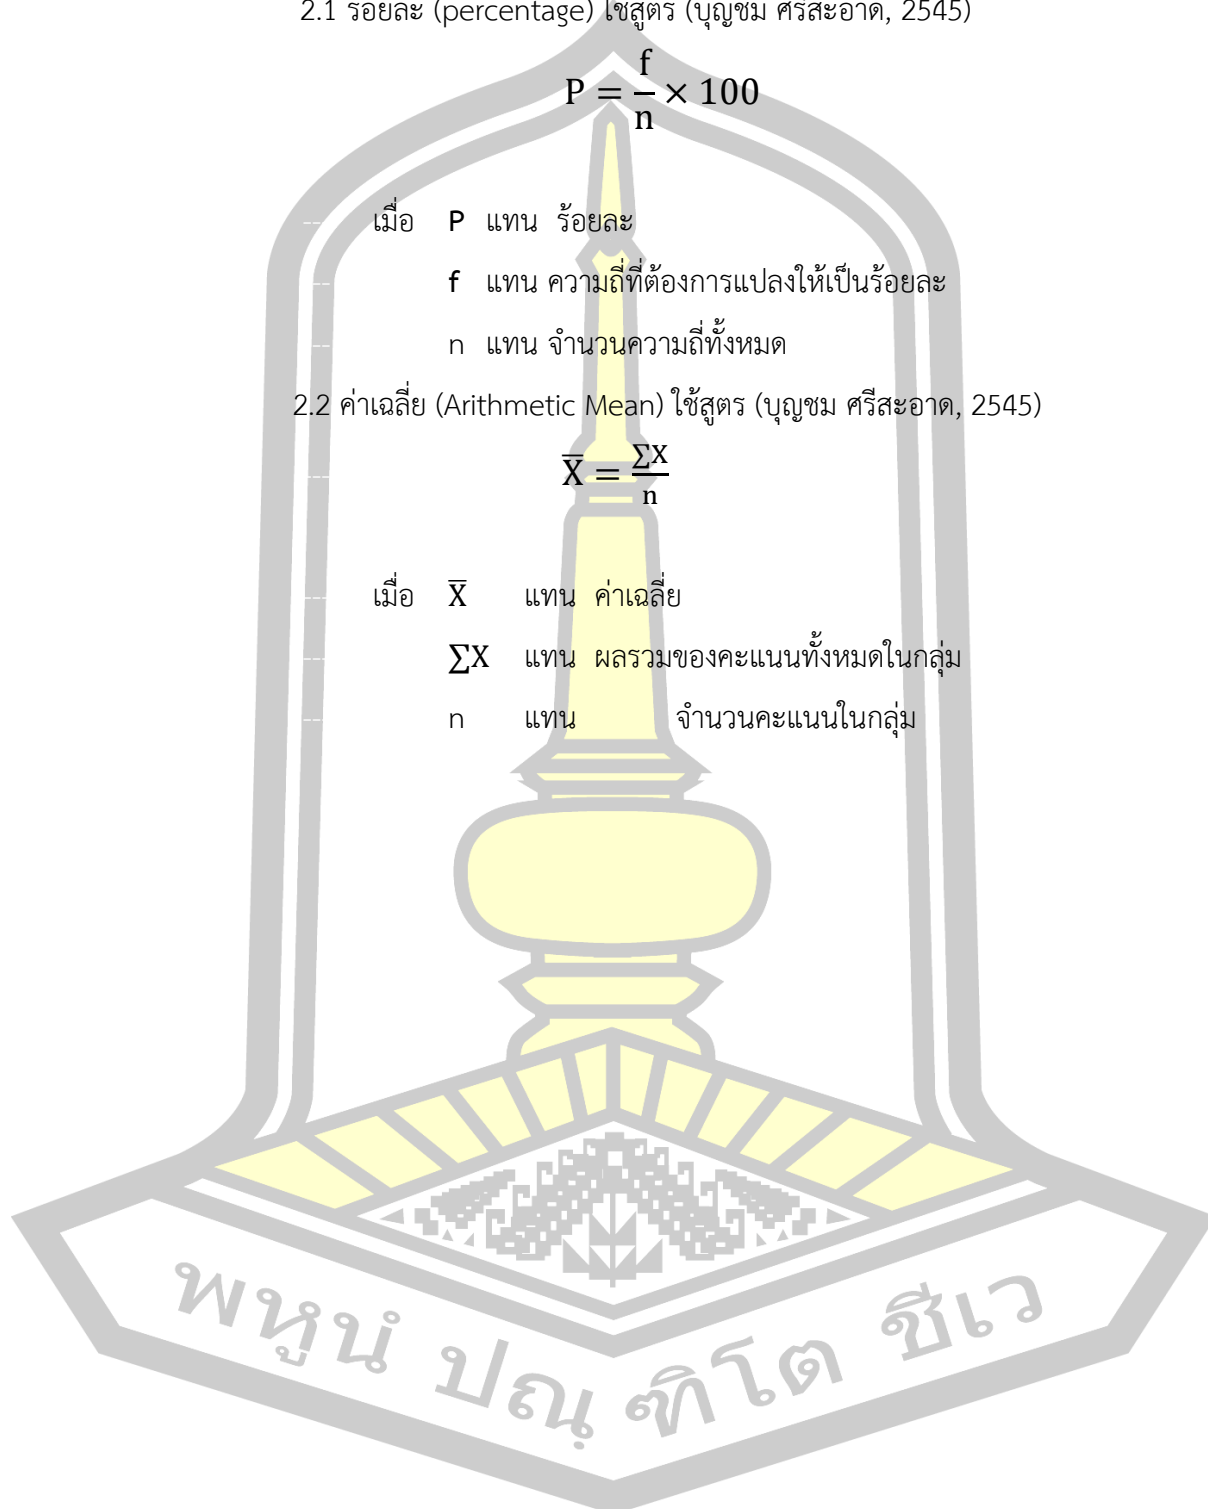 2.1 ร้อยละ (percentage) ใช้สูตร (บุญชม ศรีสะอาด, 2545)
P = f/n × 100
เมื่อ P แทน ร้อยละ
f แทน ความถี่ที่ต้องการแปลงให้เป็นร้อยละ
n แทน จำนวนความถี่ทั้งหมด
2.2 ค่าเฉลี่ย (Arithmetic Mean) ใช้สูตร (บุญชม ศรีสะอาด, 2545)
X̅ = ∑X/n
เมื่อ X̅ แทน ค่าเฉลี่ย
∑X แทน ผลรวมของคะแนนทั้งหมดในกลุ่ม
n แทน จำนวนคะแนนในกลุ่ม
พหูนํ ปณฺ ฑิโต ชีเว